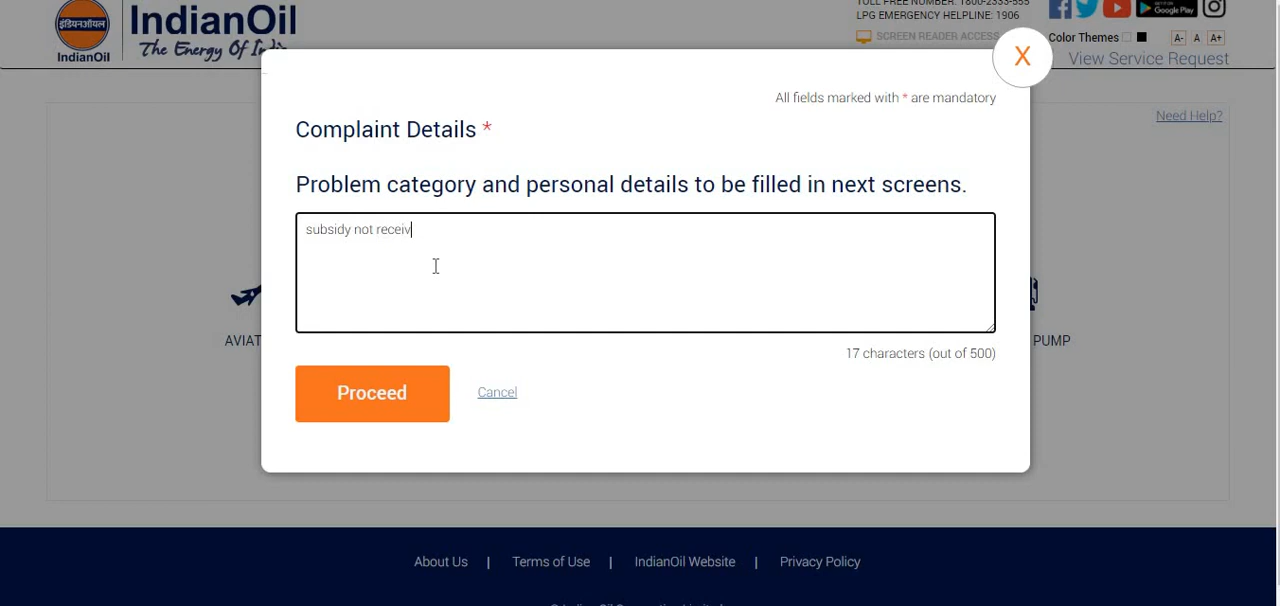 इंडियनऑयल
IndianOil
IndianOil
The Energy Of
TOLL FREE NUMBER: 1800-2333-555
LPG EMERGENCY HELPLINE: 1906
SCREEN READER ACCESS
Google Play
Color Themes
A- A A+
View Service Request
X
Need Help?
All fields marked with * are mandatory
Complaint Details *
Problem category and personal details to be filled in next screens.
subsidy not receiv
17 characters (out of 500)
AVIAT
PUMP
Proceed
Cancel
About Us | Terms of Use | IndianOil Website | Privacy Policy